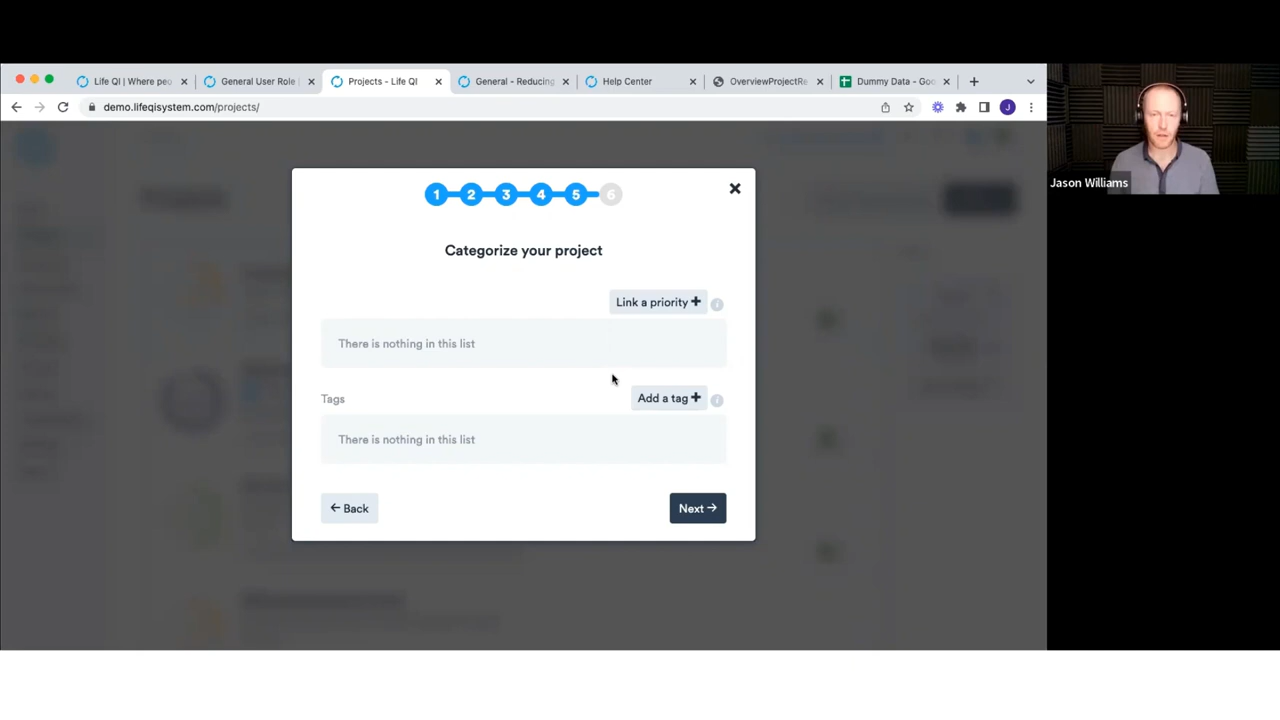 Life QI | Where peo
General User Role |
Projects - Life QI
General - Reducing
Help Center
OverviewProjectRe
Dummy Data - Goo
demo.lifeqisystem.com/projects/
J
Jason Williams
1 2 3 4 5 6
Categorize your project
Link a priority
There is nothing in this list
Tags
Add a tag
There is nothing in this list
Back
Next